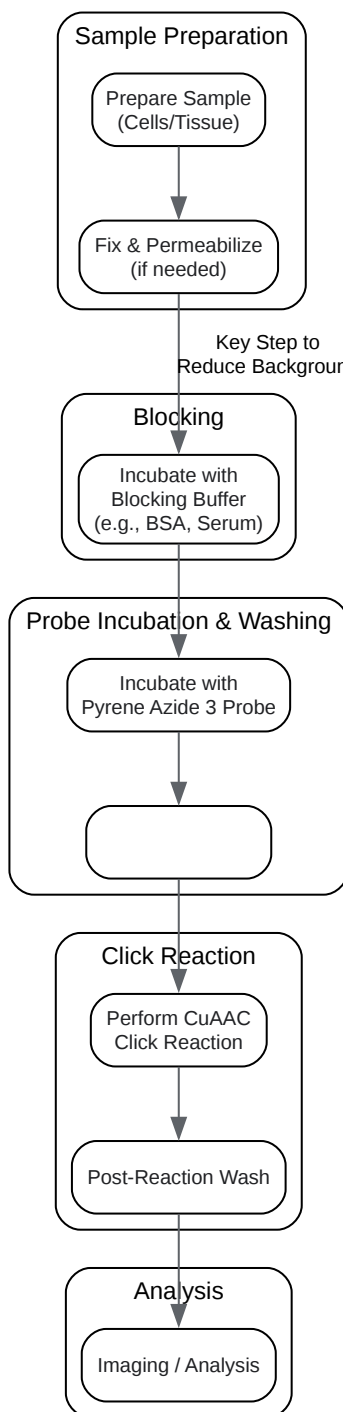 Sample Preparation
Prepare Sample
(Cells/Tissue)
Fix & Permeabilize
(if needed)
Key Step to
Reduce Backgroun
Blocking
Incubate with
Blocking Buffer
(e.g., BSA, Serum)
Probe Incubation & Washing
Incubate with
Pyrene Azide 3 Probe
Click Reaction
Perform CuAAC
Click Reaction
Post-Reaction Wash
Analysis
Imaging / Analysis